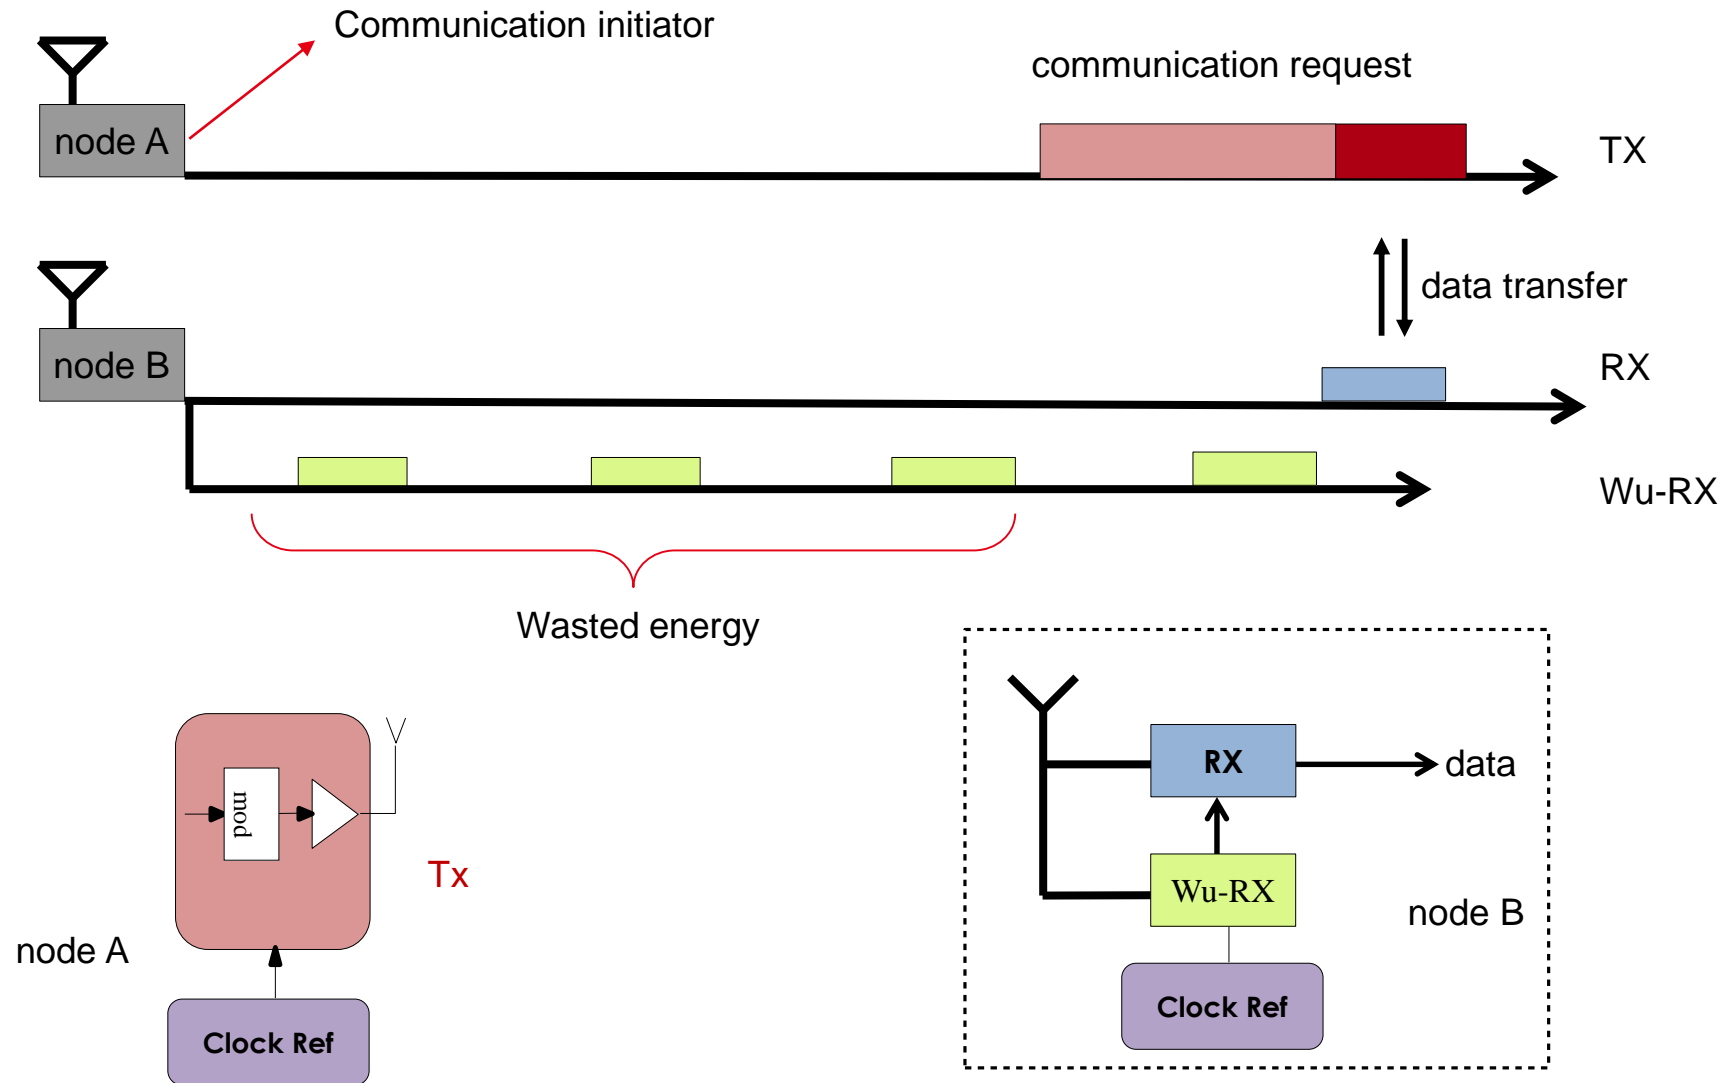 Communication initiator
communication request
node A
TX
data transfer
node B
RX
Wu-RX
Wasted energy
mod
Tx
node A
Clock Ref
RX
data
Wu-RX
node B
Clock Ref